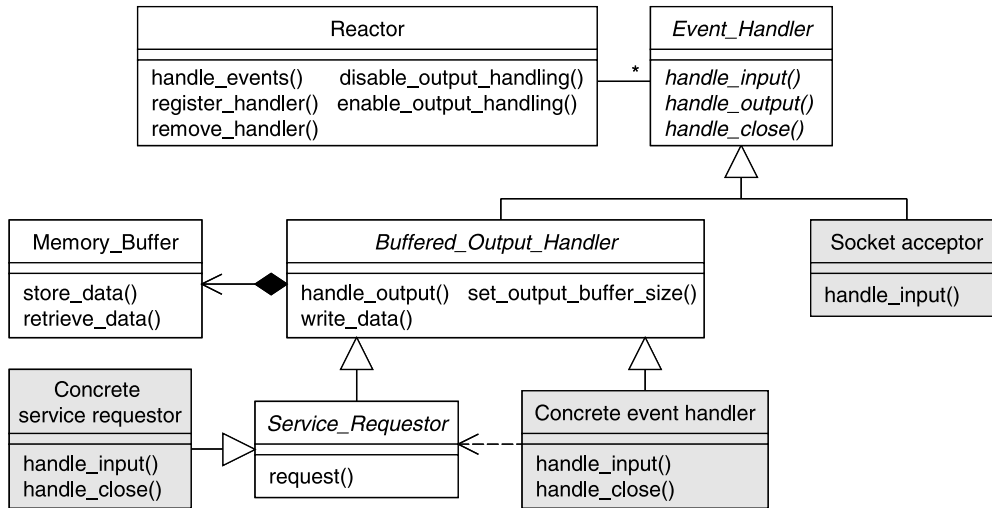 Reactor
handle_events() disable_output_handling()
register_handler() enable_output_handling()
remove_handler()
*
Event_Handler
handle_input()
handle_output()
handle_close()
Memory_Buffer
store_data()
retrieve_data()
Buffered_Output_Handler
handle_output() set_output_buffer_size()
write_data()
Socket acceptor
handle_input()
Concrete
service requestor
handle_input()
handle_close()
Service_Requestor
request()
Concrete event handler
handle_input()
handle_close()